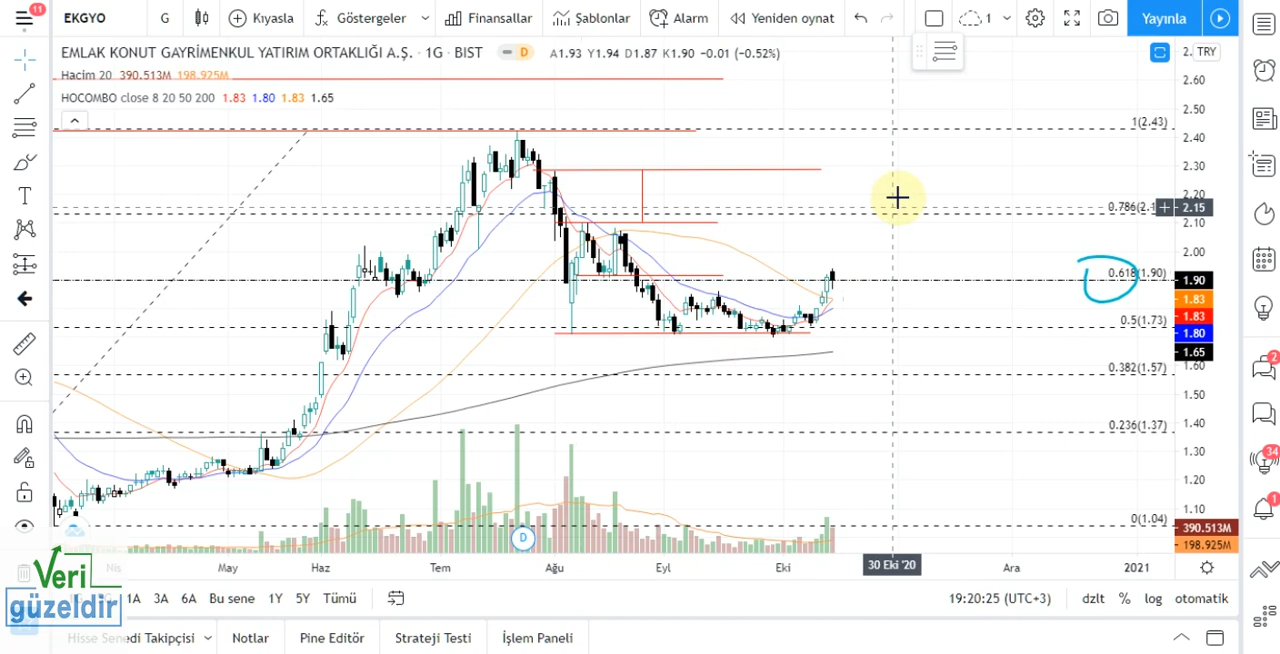 11
EKGYO
G
Kıyasla
Göstergeler
Finansallar
Şablonlar
Alarm
Yeniden oynat
1
Yayınla
EMLAK KONUT GAYRİMENKUL YATIRIM ORTAKLIĞI A.Ş. · 1G · BIST
D
A1.93 Y1.94 D1.87 K1.90 −0.01 (−0.52%)
TRY
Hacim 20 390.513M 198.925M
HOCOMBO close 8 20 50 200 1.83 1.80 1.83 1.65
2.60
2.50
1(2.43)
2.40
2.30
2.20
2.15
2.10
2.00
0.618(1.90)
1.90
1.83
1.83
0.5(1.73)
1.80
1.65
0.382(1.57)
1.60
1.50
0.236(1.37)
1.40
1.30
1.20
1.10
0(1.04)
390.513M
198.925M
D
2
34
1
Nis
May
Haz
Tem
Ağu
Eyl
Eki
30 Eki '20
Ara
2021
Veri
güzeldir
1A
3A
6A
Bu sene
1Y
5Y
Tümü
19:20:25 (UTC+3)
dzlt
%
log
otomatik
Hisse Senedi Takipçisi
Notlar
Pine Editör
Strateji Testi
İşlem Paneli